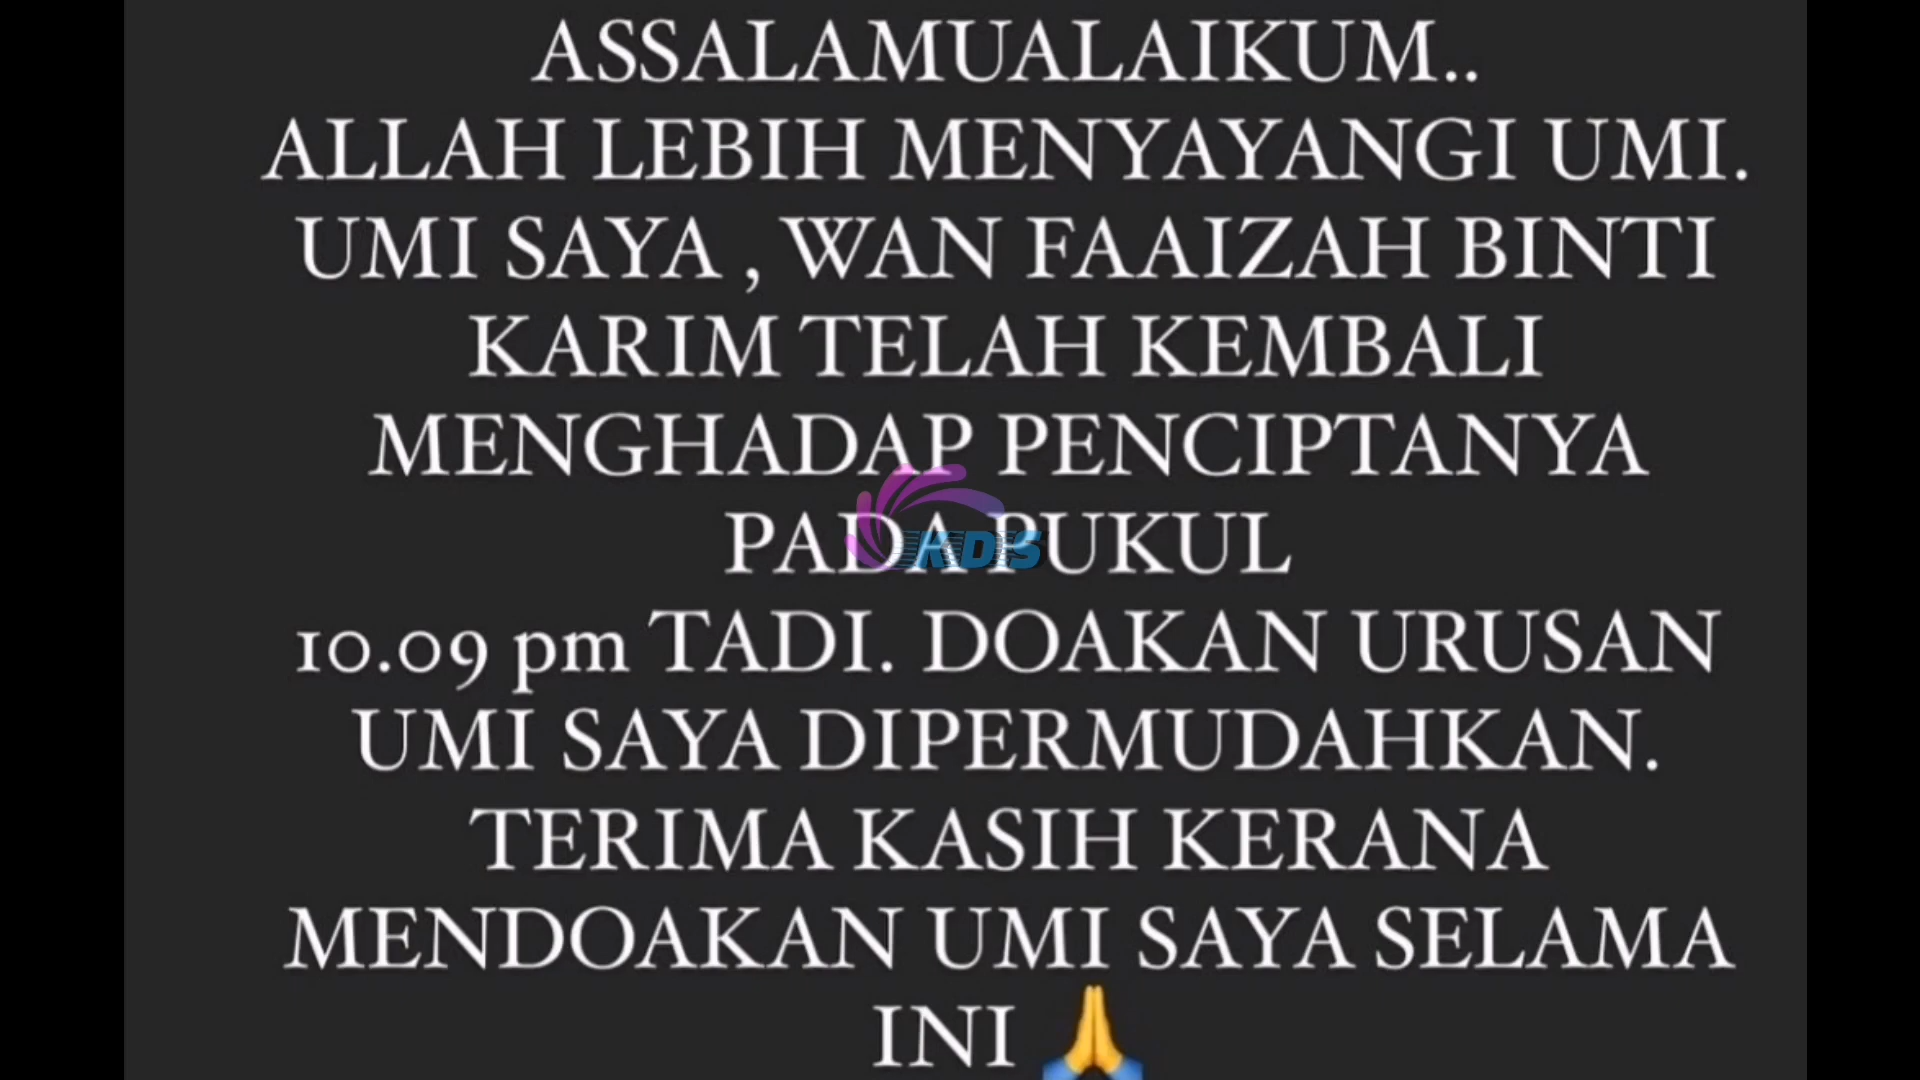 ASSALAMUALAIKUM..
ALLAH LEBIH MENYAYANGI UMI.
UMI SAYA , WAN FAAIZAH BINTI
KARIM TELAH KEMBALI
MENGHADAP PENCIPTANYA
PADA PUKUL
KDS
10.09 pm TADI. DOAKAN URUSAN
UMI SAYA DIPERMUDAHKAN.
TERIMA KASIH KERANA
MENDOAKAN UMI SAYA SELAMA
INI 🙏